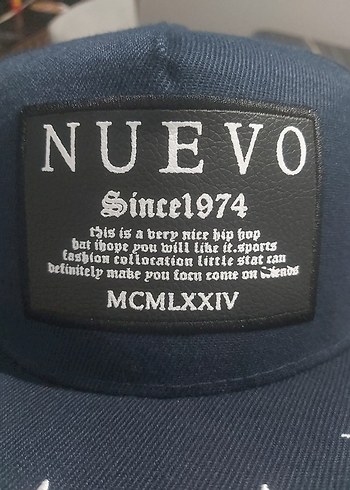 NUEVO
Since1974
this is a very nice hip hop
hat ihope you will like it.sports
fashion collocation little stat can
definitely make you focu come on
MCMLXXIV